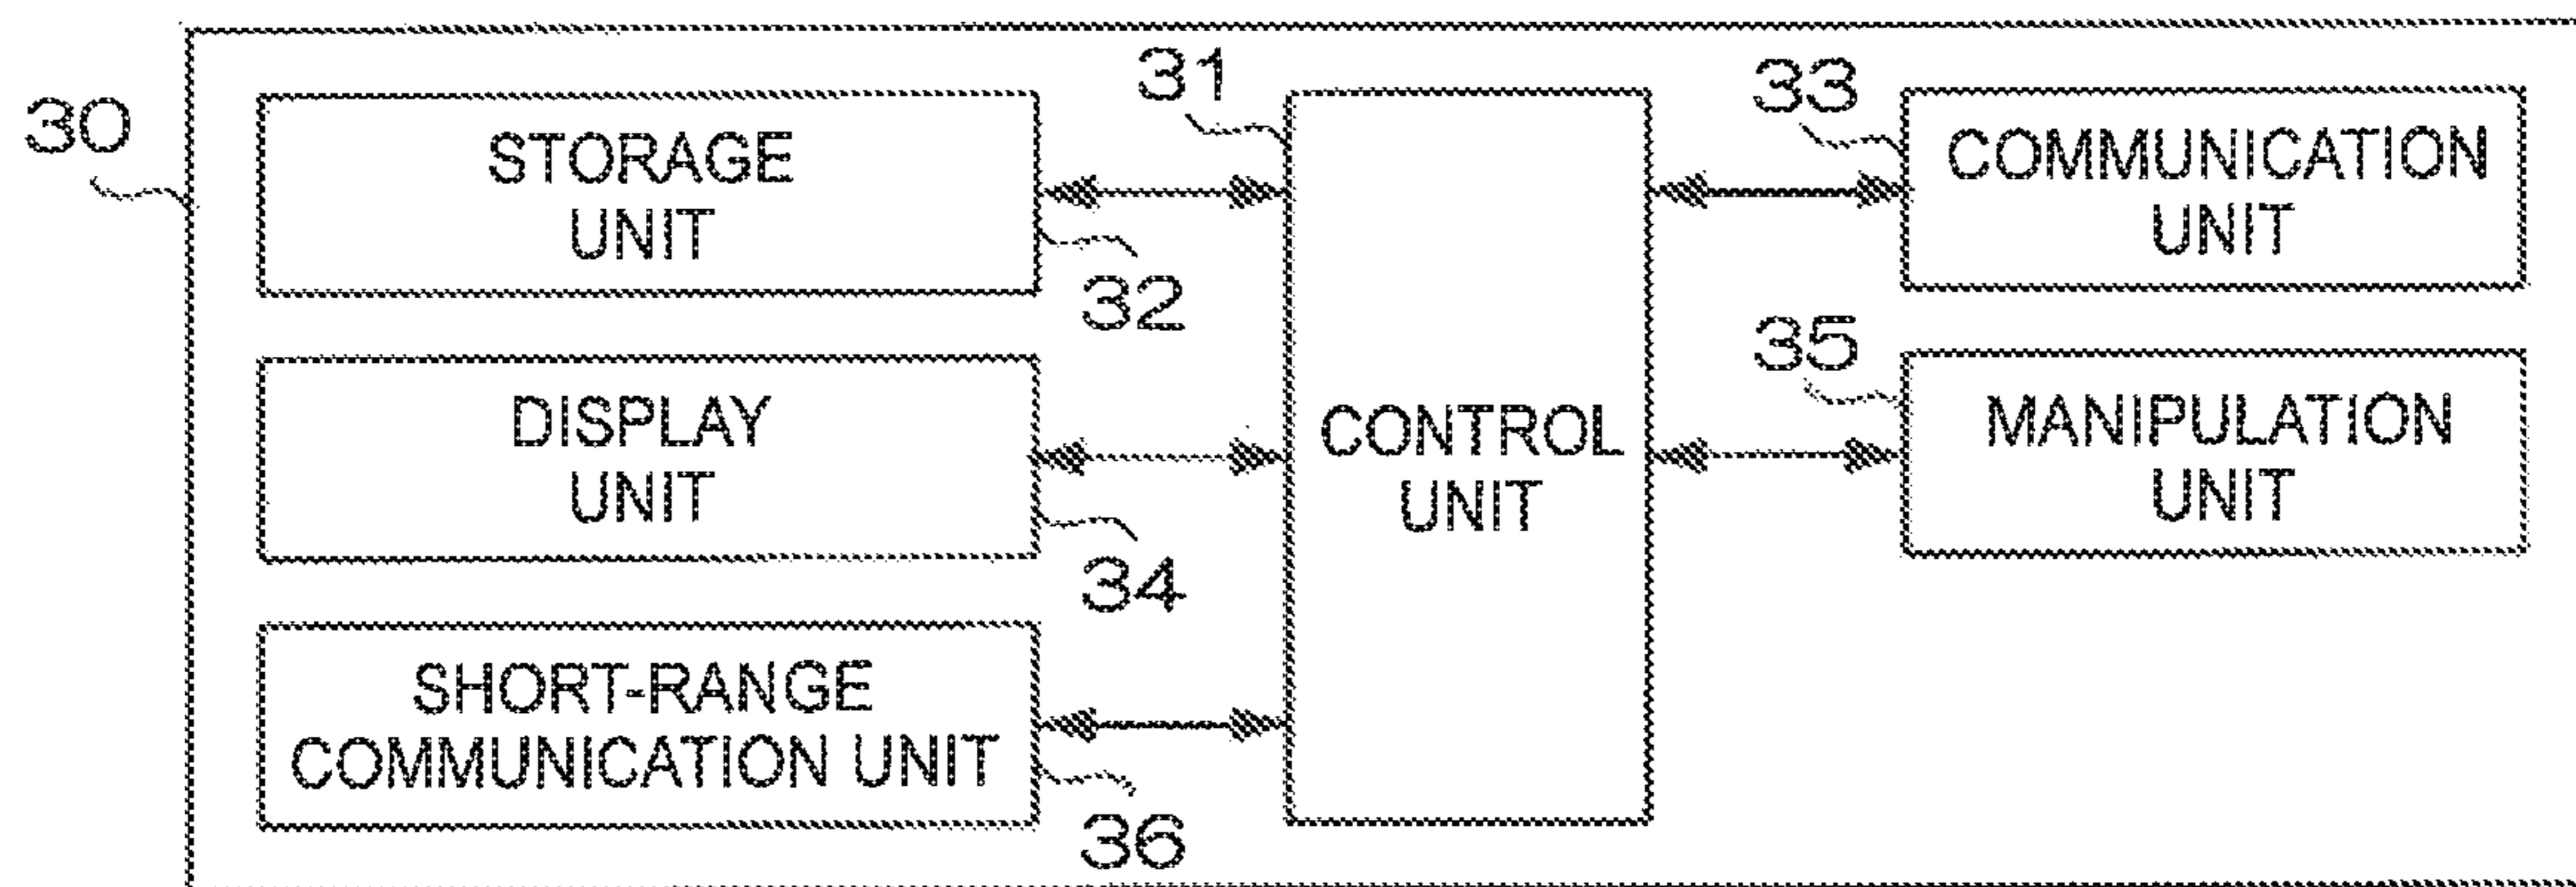 30
31
33
STORAGE
UNIT
32
COMMUNICATION
UNIT
DISPLAY
UNIT
34
CONTROL
UNIT
35
MANIPULATION
UNIT
SHORT-RANGE
COMMUNICATION UNIT
36